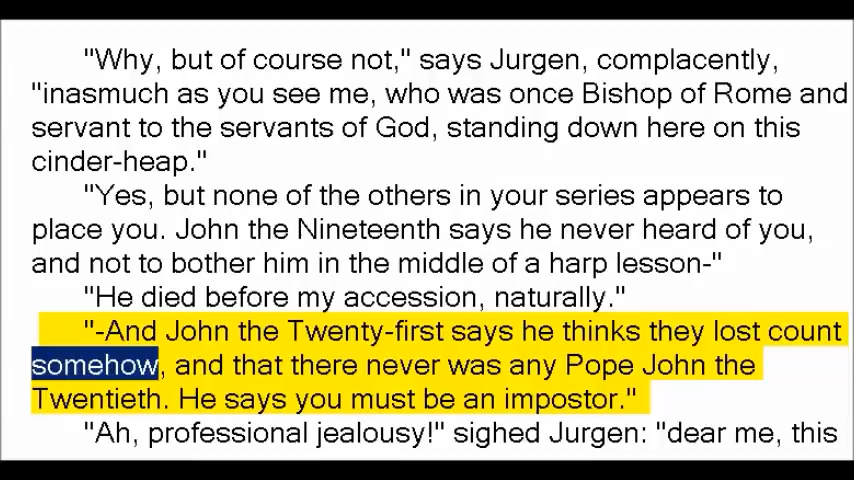 "Why, but of course not," says Jurgen, complacently,
"inasmuch as you see me, who was once Bishop of Rome and
servant to the servants of God, standing down here on this
cinder-heap."
"Yes, but none of the others in your series appears to
place you. John the Nineteenth says he never heard of you,
and not to bother him in the middle of a harp lesson-"
"He died before my accession, naturally."
"-And John the Twenty-first says he thinks they lost count
somehow, and that there never was any Pope John the
Twentieth. He says you must be an impostor."
"Ah, professional jealousy!" sighed Jurgen: "dear me, this